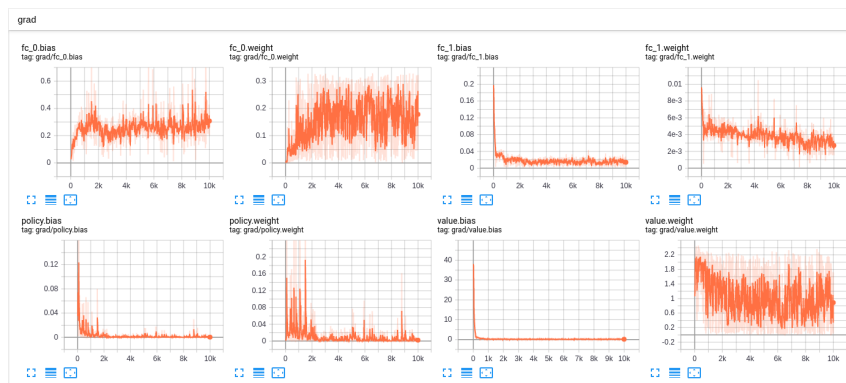 grad
fc_0.bias
tag: grad/fc_0.bias
0.6
0.4
0.2
0
0 2k 4k 6k 8k 10k
fc_0.weight
tag: grad/fc_0.weight
0.3
0.2
0.1
0
0 2k 4k 6k 8k 10k
fc_1.bias
tag: grad/fc_1.bias
0.2
0.16
0.12
0.08
0.04
0
0 2k 4k 6k 8k 10k
fc_1.weight
tag: grad/fc_1.weight
0.01
8e-3
6e-3
4e-3
2e-3
0
0 2k 4k 6k 8k 10k
policy.bias
tag: grad/policy.bias
0.12
0.08
0.04
0
0 2k 4k 6k 8k 10k
policy.weight
tag: grad/policy.weight
0.2
0.16
0.12
0.08
0.04
0
0 2k 4k 6k 8k 10k
value.bias
tag: grad/value.bias
40
30
20
10
0
0 1k 2k 3k 4k 5k 6k 7k 8k 9k 10k
value.weight
tag: grad/value.weight
2.2
1.8
1.4
1
0.6
0.2
-0.2
0 2k 4k 6k 8k 10k